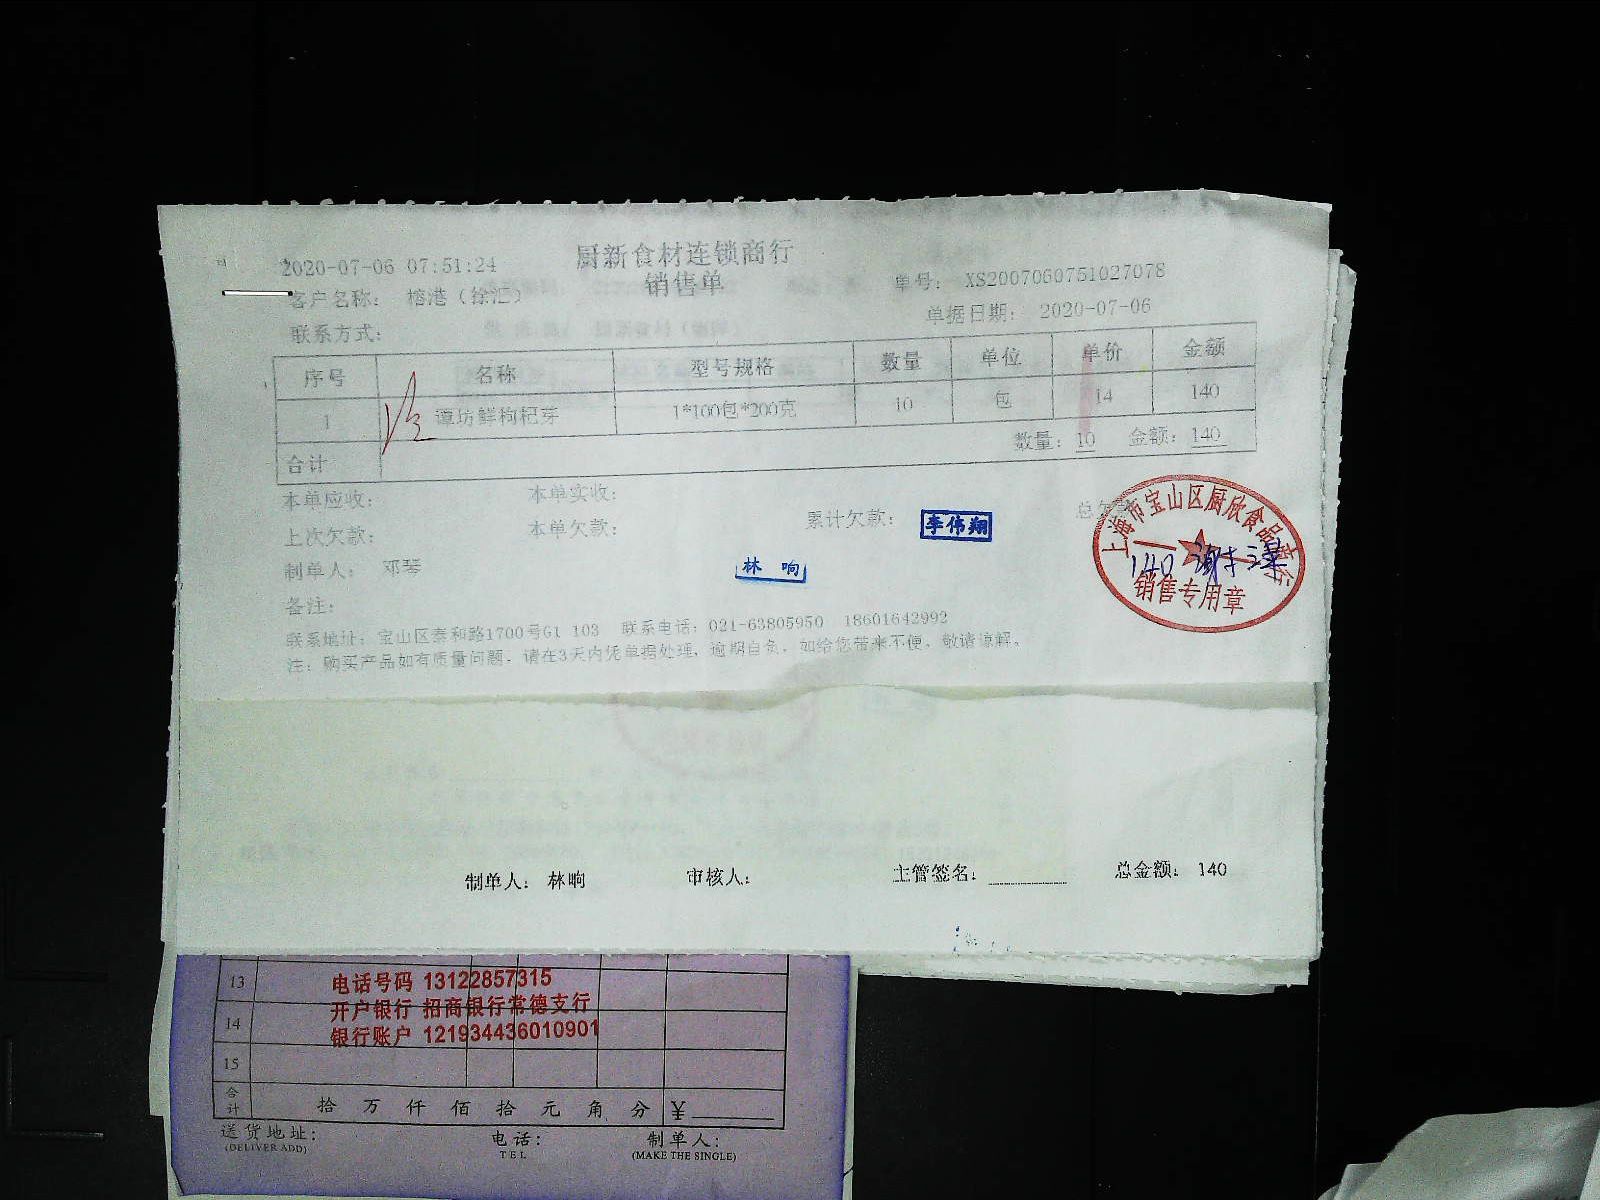 厨新食材连锁商行
2020-07-06 07:51:24
销售单
单号: XS2007060751027078
客户名称: 榕港（徐汇）
单据日期: 2020-07-06
联系方式:
序号 名称 型号规格 数量 单位 单价 金额
1 谭坊鲜枸杞芽 1*100包*200克 10 包 14 140
合计 数量: 10 金额: 140
本单应收: 本单实收:
上次欠款: 本单欠款: 累计欠款: 总欠款
李伟翔
制单人: 邓琴
林 响
上海市宝山区厨欣食品商行
140
销售专用章
备注:
联系地址: 宝山区泰和路1700号G1 103 联系电话: 021-63805950 18601642992
注: 购买产品如有质量问题，请在3天内凭单据处理，逾期自负，如给您带来不便，敬请谅解。
制单人: 林响 审核人: 主管签名: 总金额: 140
13 电话号码 13122857315
开户银行 招商银行常德支行
14
银行账户 121934436010901
15
合计 拾 万 仟 佰 拾 元 角 分 ¥
送货地址: 电话: 制单人:
(DELIVER ADD) TEL (MAKE THE SINGLE)